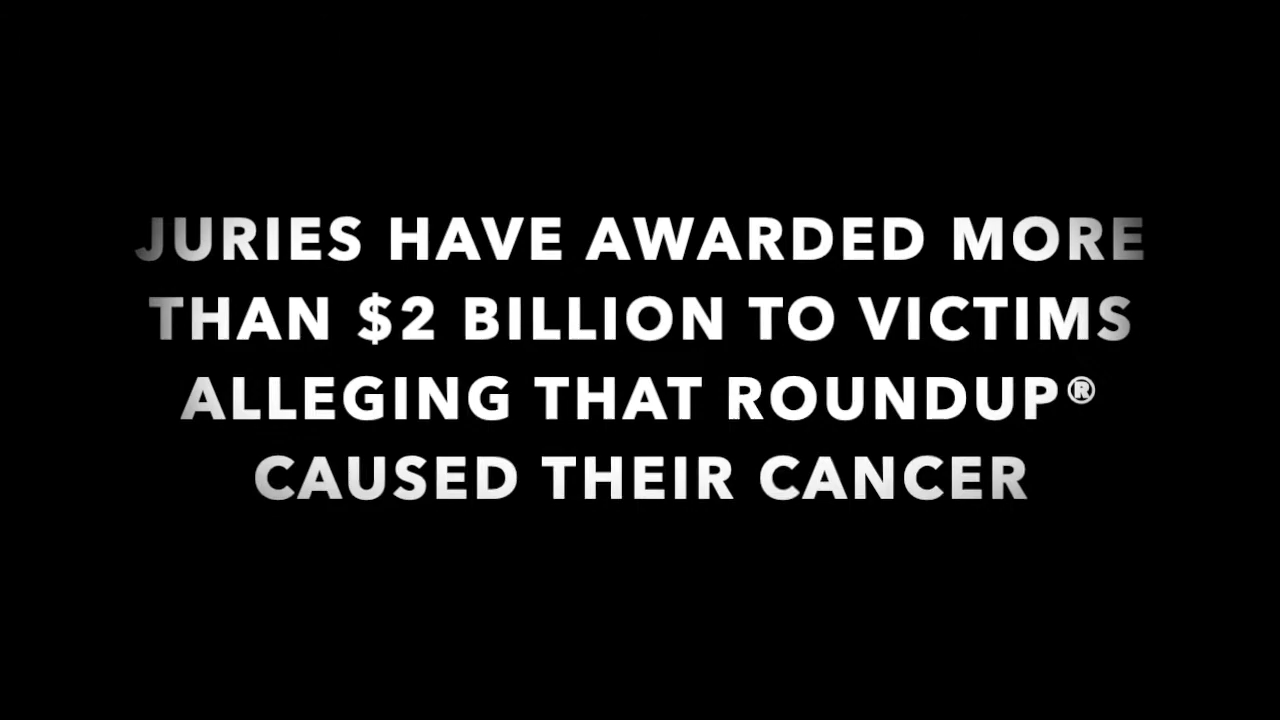 JURIES HAVE AWARDED MORE
THAN $2 BILLION TO VICTIMS
ALLEGING THAT ROUNDUP®
CAUSED THEIR CANCER